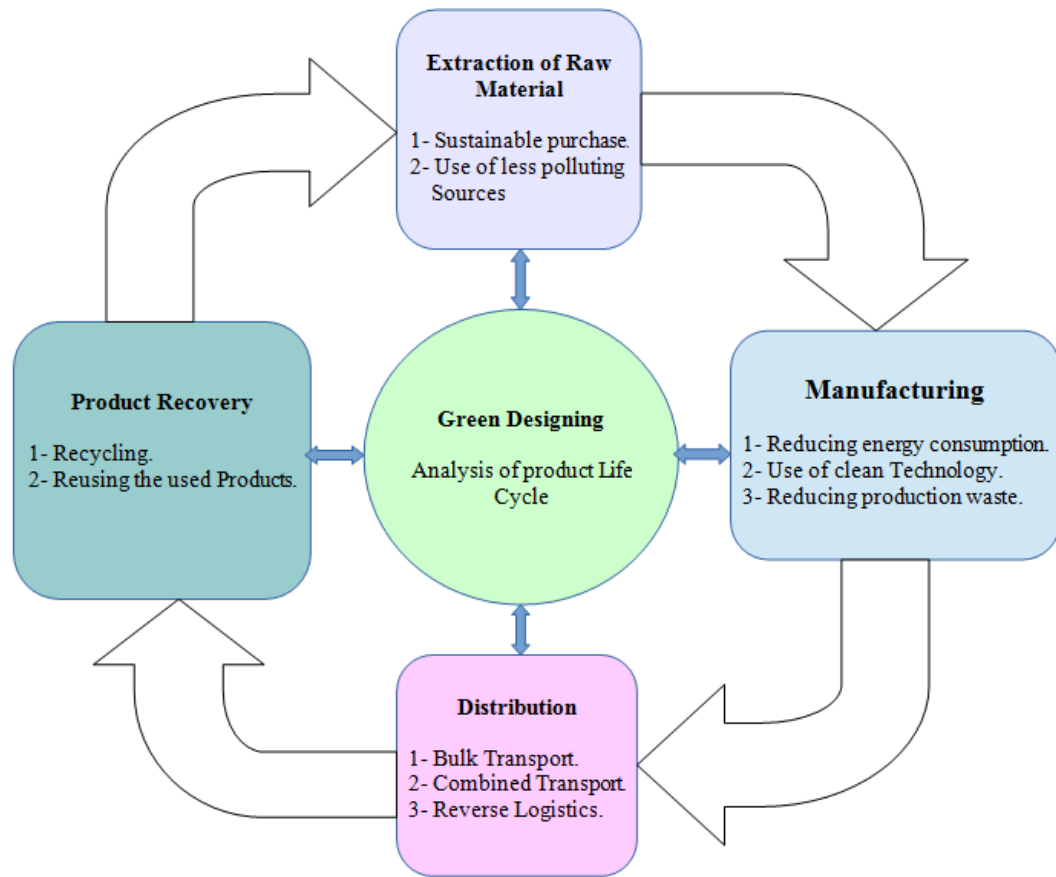 Extraction of Raw
Material
1- Sustainable purchase.
2- Use of less polluting
Sources
Manufacturing
1- Reducing energy consumption.
2- Use of clean Technology.
3- Reducing production waste.
Product Recovery
1- Recycling.
2- Reusing the used Products.
Green Designing
Analysis of product Life
Cycle
Distribution
1- Bulk Transport.
2- Combined Transport.
3- Reverse Logistics.